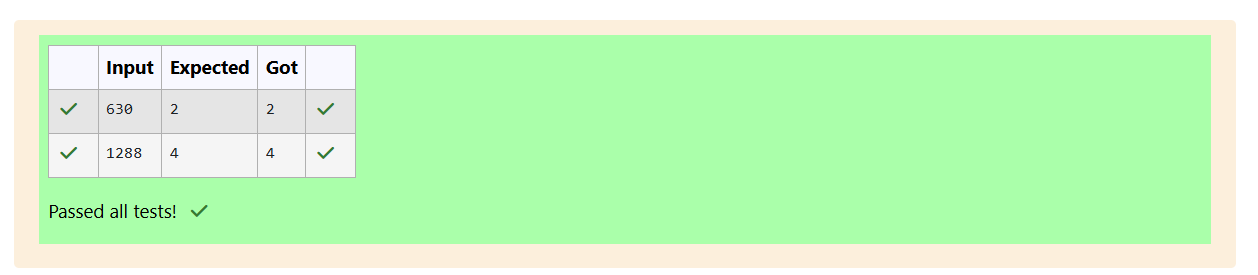 Input Expected Got
630 2 2
1288 4 4
Passed all tests!